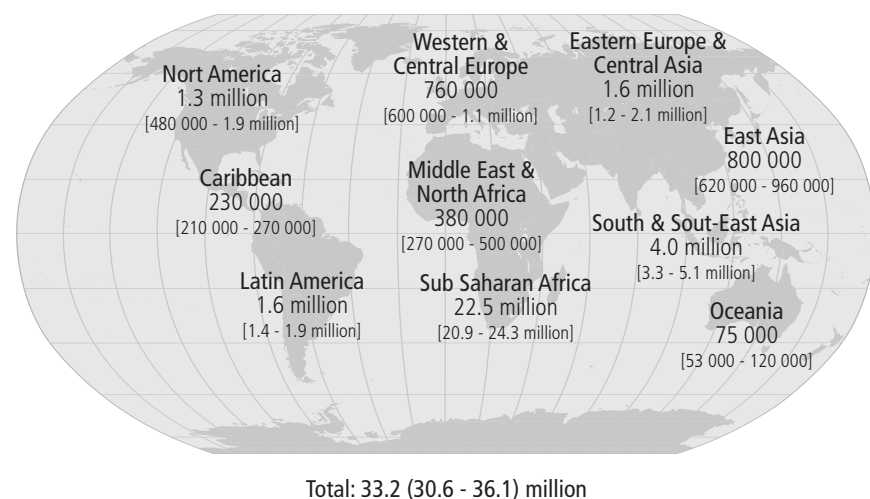 Nort America
1.3 million
[480 000 - 1.9 million]
Western &
Central Europe
760 000
[600 000 - 1.1 million]
Eastern Europe &
Central Asia
1.6 million
[1.2 - 2.1 million]
East Asia
800 000
[620 000 - 960 000]
Caribbean
230 000
[210 000 - 270 000]
Middle East &
North Africa
380 000
[270 000 - 500 000]
South & Sout-East Asia
4.0 million
[3.3 - 5.1 million]
Latin America
1.6 million
[1.4 - 1.9 million]
Sub Saharan Africa
22.5 million
[20.9 - 24.3 million]
Oceania
75 000
[53 000 - 120 000]
Total: 33.2 (30.6 - 36.1) million